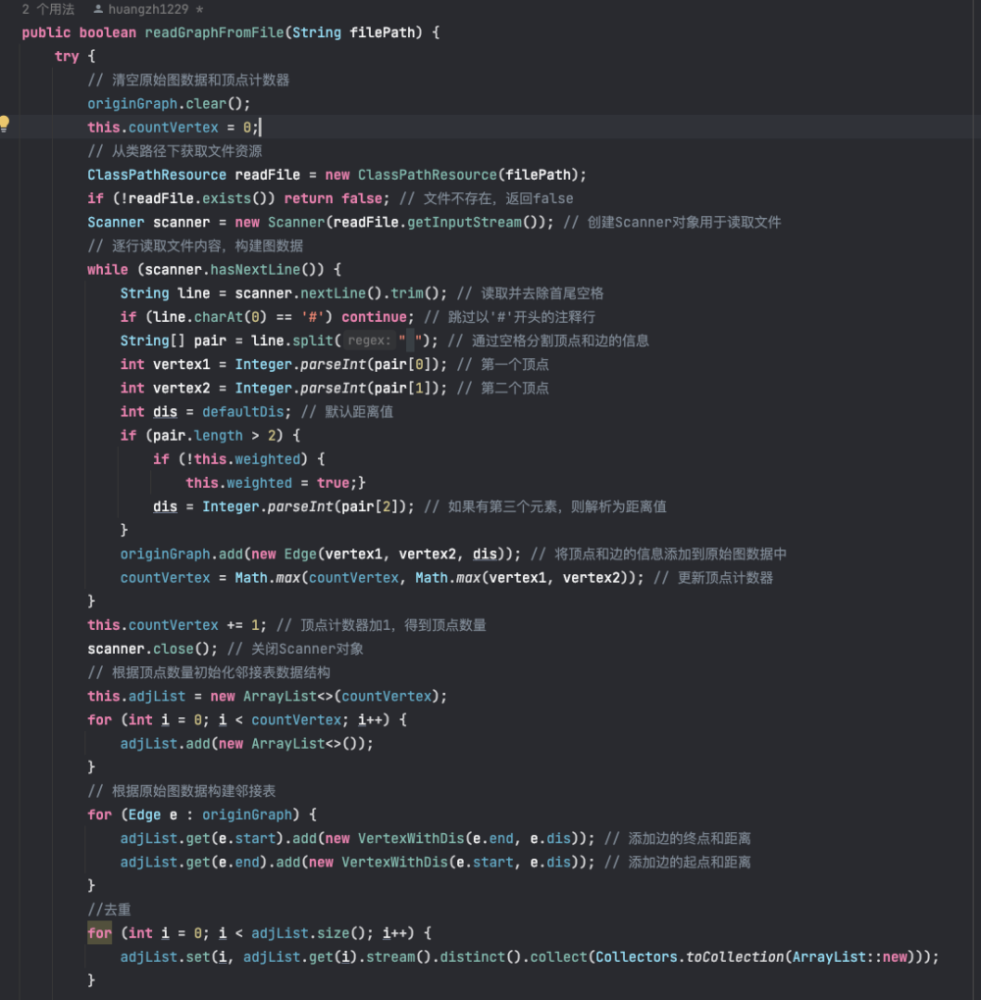 2 个用法 huangzh1229 *
public boolean readGraphFromFile(String filePath) {
try {
// 清空原始图数据和顶点计数器
originGraph.clear();
this.countVertex = 0;
// 从类路径下获取文件资源
ClassPathResource readFile = new ClassPathResource(filePath);
if (!readFile.exists()) return false; // 文件不存在，返回false
Scanner scanner = new Scanner(readFile.getInputStream()); // 创建Scanner对象用于读取文件
// 逐行读取文件内容，构建图数据
while (scanner.hasNextLine()) {
String line = scanner.nextLine().trim(); // 读取并去除首尾空格
if (line.charAt(0) == '#') continue; // 跳过以'#'开头的注释行
String[] pair = line.split( regex: " "); // 通过空格分割顶点和边的信息
int vertex1 = Integer.parseInt(pair[0]); // 第一个顶点
int vertex2 = Integer.parseInt(pair[1]); // 第二个顶点
int dis = defaultDis; // 默认距离值
if (pair.length > 2) {
if (!this.weighted) {
this.weighted = true;}
dis = Integer.parseInt(pair[2]); // 如果有第三个元素，则解析为距离值
}
originGraph.add(new Edge(vertex1, vertex2, dis)); // 将顶点和边的信息添加到原始图数据中
countVertex = Math.max(countVertex, Math.max(vertex1, vertex2)); // 更新顶点计数器
}
this.countVertex += 1; // 顶点计数器加1，得到顶点数量
scanner.close(); // 关闭Scanner对象
// 根据顶点数量初始化邻接表数据结构
this.adjList = new ArrayList<>(countVertex);
for (int i = 0; i < countVertex; i++) {
adjList.add(new ArrayList<>());
}
// 根据原始图数据构建邻接表
for (Edge e : originGraph) {
adjList.get(e.start).add(new VertexWithDis(e.end, e.dis)); // 添加边的终点和距离
adjList.get(e.end).add(new VertexWithDis(e.start, e.dis)); // 添加边的起点和距离
}
//去重
for (int i = 0; i < adjList.size(); i++) {
adjList.set(i, adjList.get(i).stream().distinct().collect(Collectors.toCollection(ArrayList::new)));
}